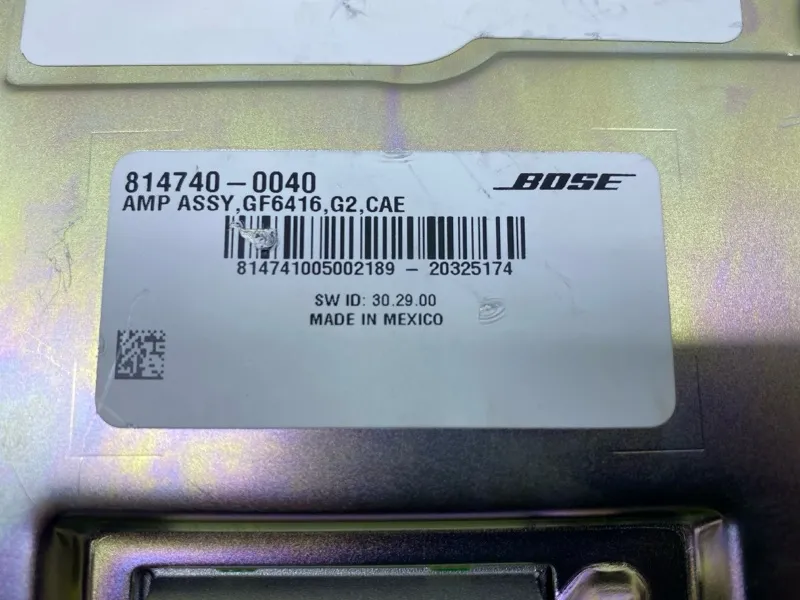 814740-0040
BOSE
AMP ASSY,GF6416,G2,CAE
814741005002189 - 20325174
SW ID: 30.29.00
MADE IN MEXICO